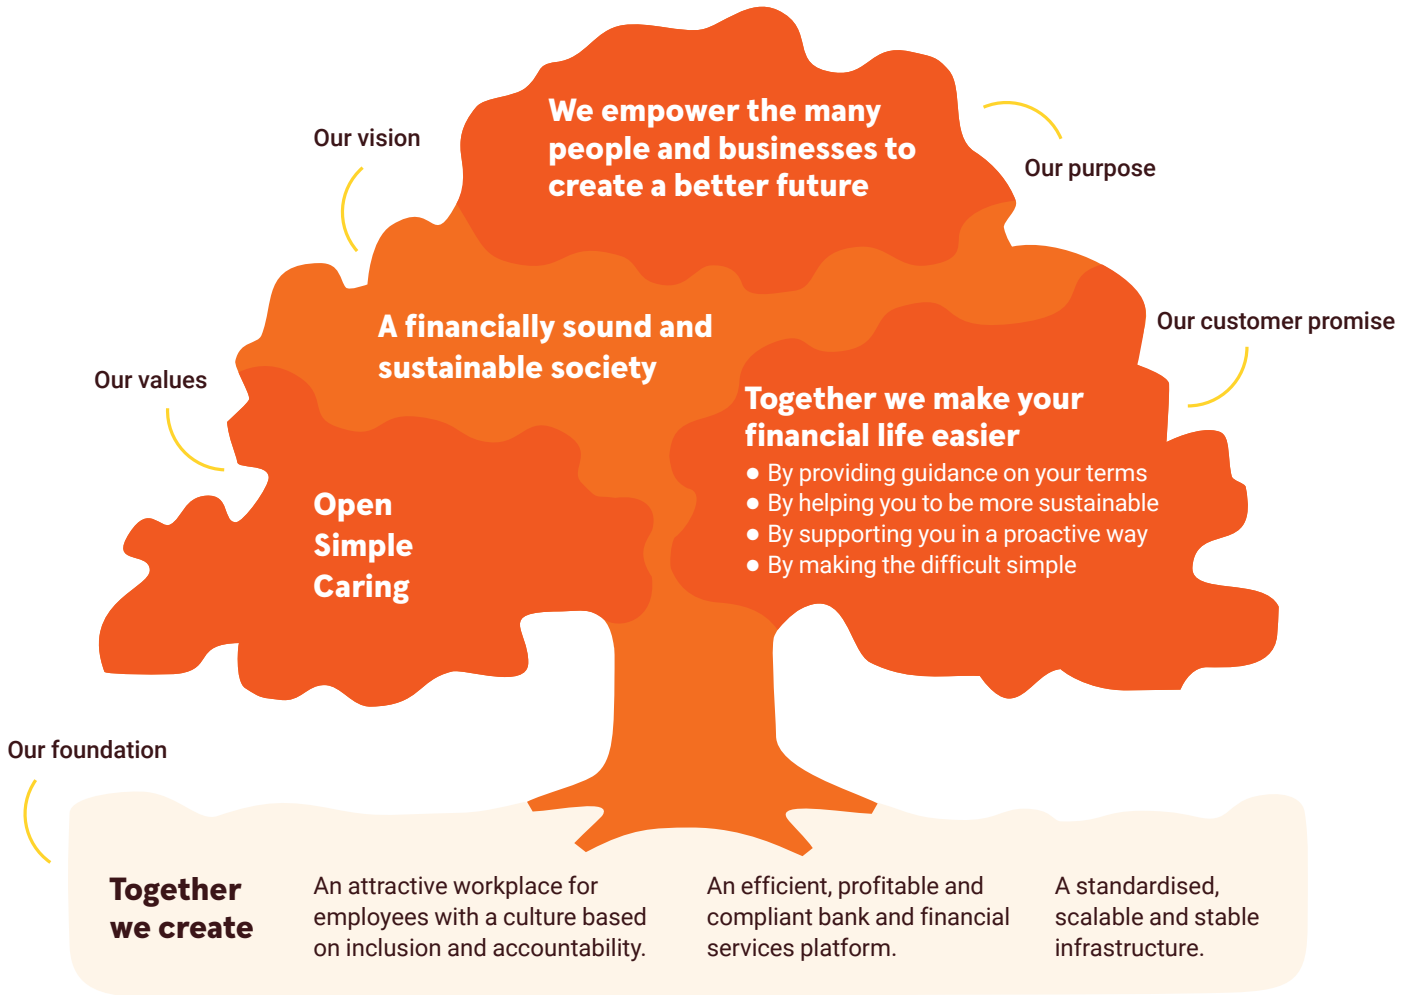 We empower the many
people and businesses to
create a better future
Our vision
Our purpose
A financially sound and
sustainable society
Our customer promise
Our values
Together we make your
financial life easier
● By providing guidance on your terms
● By helping you to be more sustainable
● By supporting you in a proactive way
● By making the difficult simple
Open
Simple
Caring
Our foundation
Together
we create
An attractive workplace for
employees with a culture based
on inclusion and accountability.
An efficient, profitable and
compliant bank and financial
services platform.
A standardised,
scalable and stable
infrastructure.